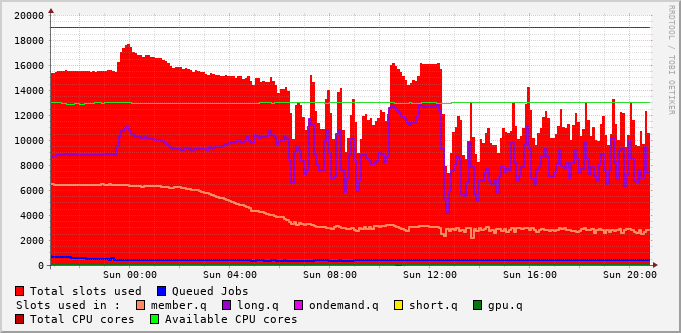 20000
18000
16000
14000
12000
10000
8000
6000
4000
2000
0
Sun 00:00 Sun 04:00 Sun 08:00 Sun 12:00 Sun 16:00 Sun 20:00
RRDTOOL / TOBI OETIKER
Total slots used Queued Jobs
Slots used in : member.q long.q ondemand.q short.q gpu.q
Total CPU cores Available CPU cores